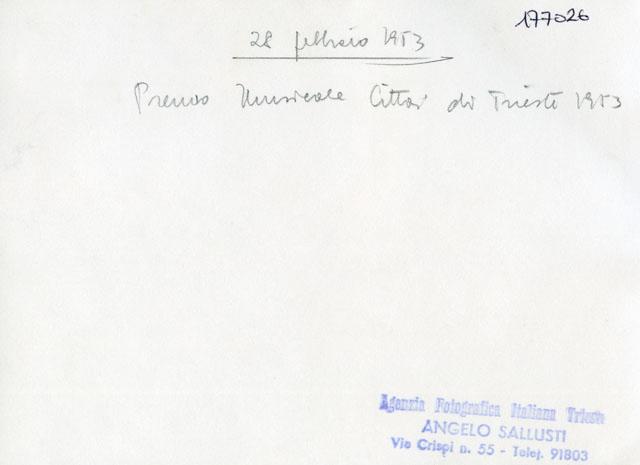 177026
28 febbraio 1953
Premio Musicale Città di Trieste 1953
Agenzia Fotografica Italiana Trieste
ANGELO SALLUSTI
Via Crispi n. 55 - Telef. 91803